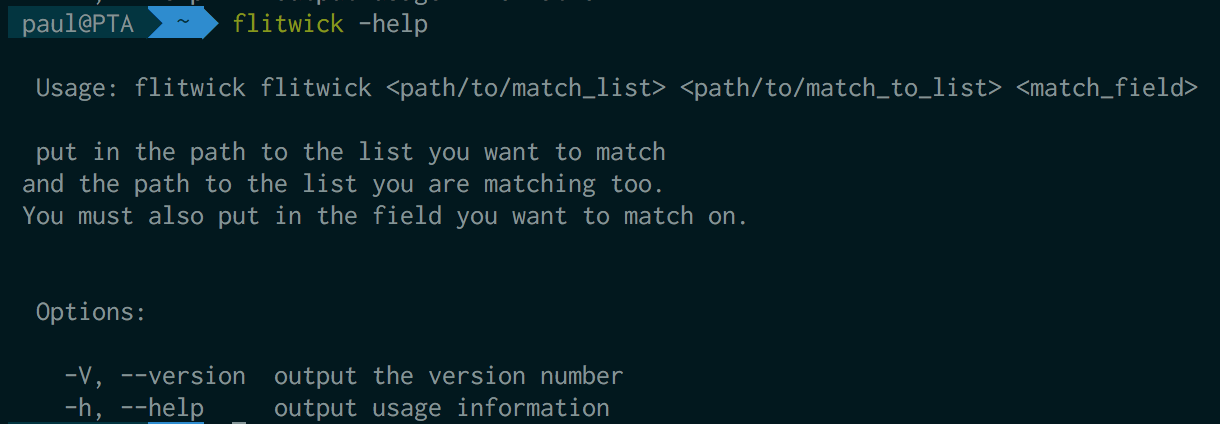 paul@PTA ~ flitwick -help
Usage: flitwick flitwick <path/to/match_list> <path/to/match_to_list> <match_field>
put in the path to the list you want to match
and the path to the list you are matching too.
You must also put in the field you want to match on.
Options:
-V, --version output the version number
-h, --help output usage information